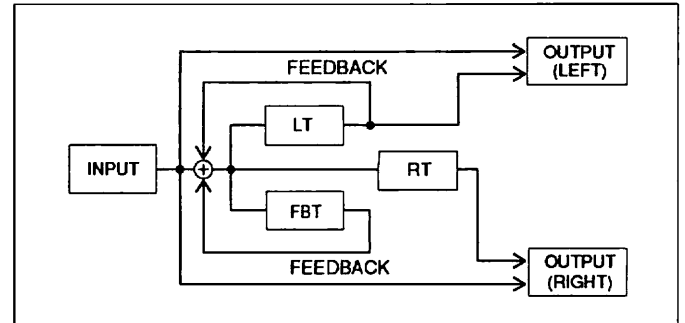 OUTPUT
(LEFT)
FEEDBACK
LT
INPUT
+
RT
FBT
FEEDBACK
OUTPUT
(RIGHT)